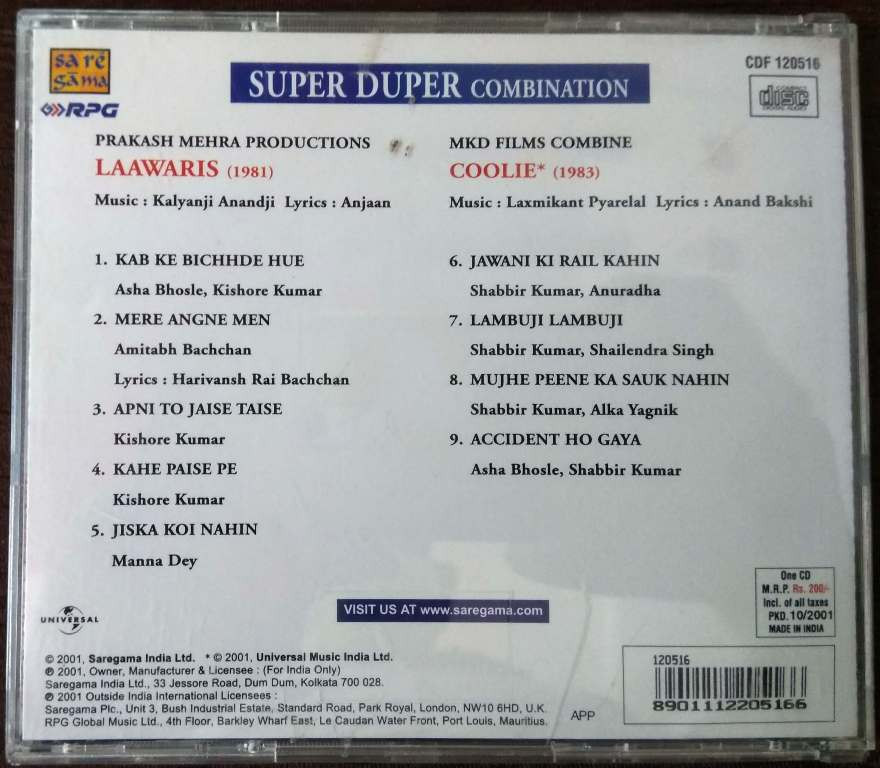 sa re
gāma
RPG
SUPER DUPER COMBINATION
CDF 120516
COMPACT
disc
DIGITAL AUDIO
PRAKASH MEHRA PRODUCTIONS
LAAWARIS (1981)
Music : Kalyanji Anandji Lyrics : Anjaan
1. KAB KE BICHHDE HUE
Asha Bhosle, Kishore Kumar
2. MERE ANGNE MEN
Amitabh Bachchan
Lyrics : Harivansh Rai Bachchan
3. APNI TO JAISE TAISE
Kishore Kumar
4. KAHE PAISE PE
Kishore Kumar
5. JISKA KOI NAHIN
Manna Dey
MKD FILMS COMBINE
COOLIE* (1983)
Music : Laxmikant Pyarelal Lyrics : Anand Bakshi
6. JAWANI KI RAIL KAHIN
Shabbir Kumar, Anuradha
7. LAMBUJI LAMBUJI
Shabbir Kumar, Shailendra Singh
8. MUJHE PEENE KA SAUK NAHIN
Shabbir Kumar, Alka Yagnik
9. ACCIDENT HO GAYA
Asha Bhosle, Shabbir Kumar
UNIVERSAL
VISIT US AT www.saregama.com
One CD
M.R.P. Rs. 200/-
Incl. of all taxes
PKD. 10/2001
MADE IN INDIA
© 2001, Saregama India Ltd. * © 2001, Universal Music India Ltd.
℗ 2001, Owner, Manufacturer & Licensee : (For India Only)
Saregama India Ltd., 33 Jessore Road, Dum Dum, Kolkata 700 028.
℗ 2001 Outside India International Licensees :
Saregama Plc., Unit 3, Bush Industrial Estate, Standard Road, Park Royal, London, NW10 6HD, U.K.
RPG Global Music Ltd., 4th Floor, Barkley Wharf East, Le Caudan Water Front, Port Louis, Mauritius.
APP
120516
8901112205166